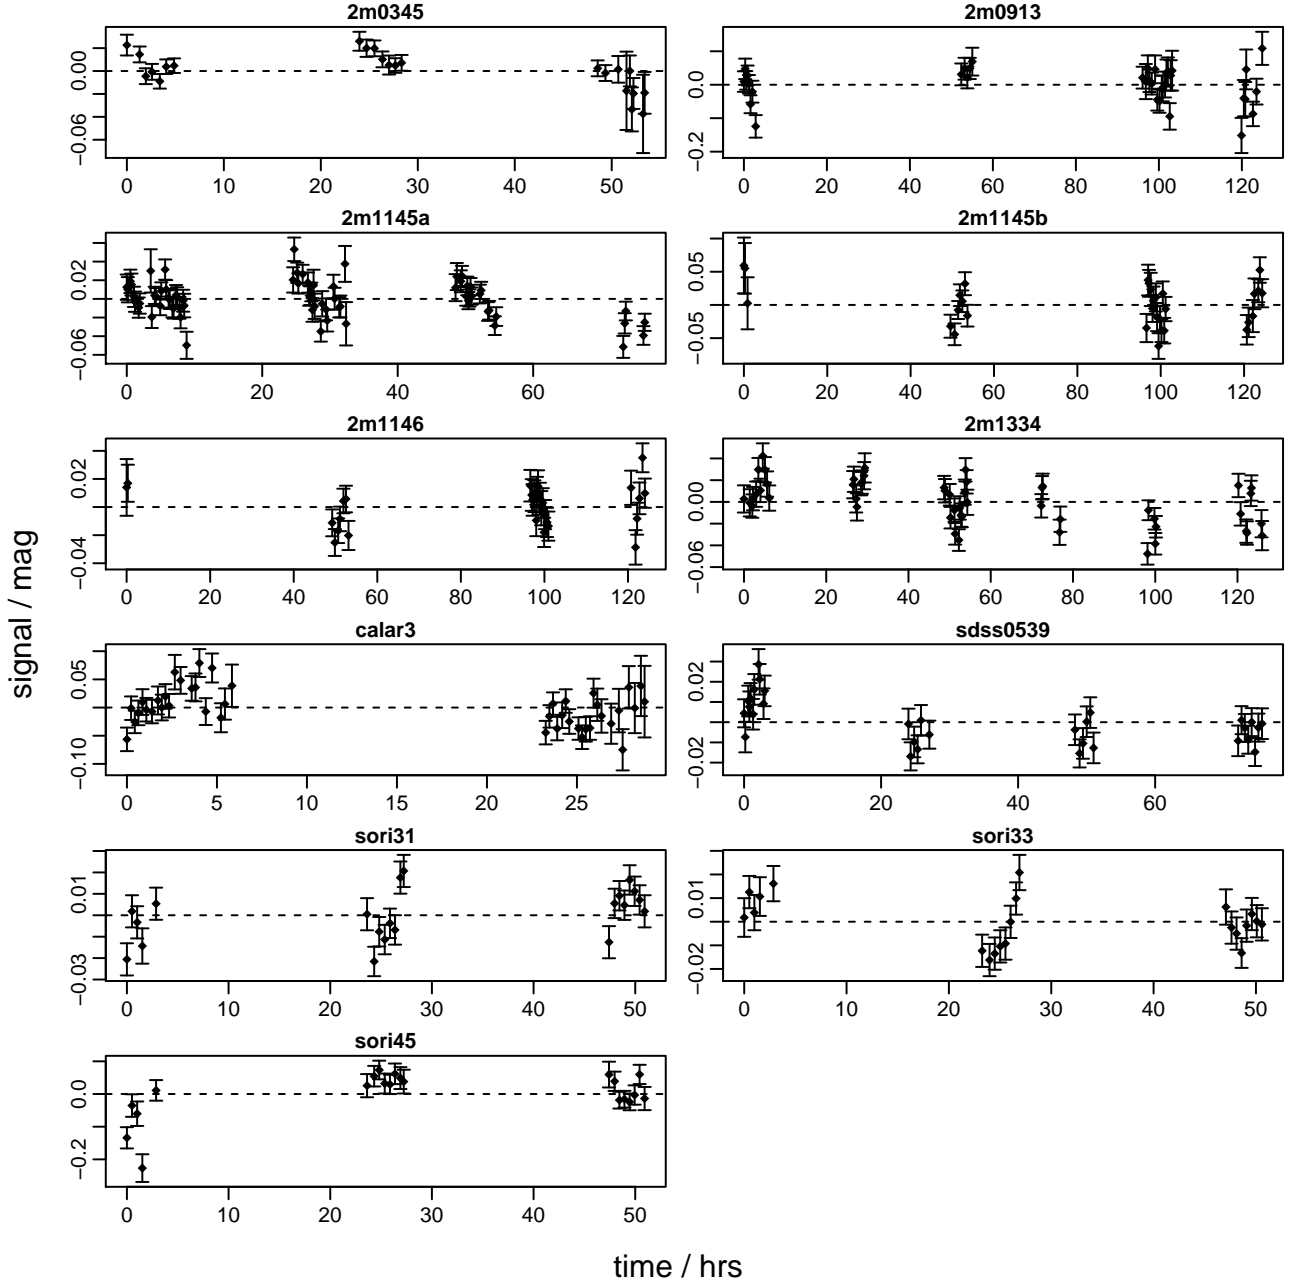 2m0345
0.00
−0.06
0 10 20 30 40 50
2m0913
0.0
−0.2
0 20 40 60 80 100 120
2m1145a
0.02
−0.06
0 20 40 60
2m1145b
0.05
−0.05
0 20 40 60 80 100 120
2m1146
0.02
−0.04
0 20 40 60 80 100 120
2m1334
0.00
−0.06
0 20 40 60 80 100 120
signal / mag
calar3
0.05
−0.10
0 5 10 15 20 25
sdss0539
0.02
−0.02
0 20 40 60
sori31
0.01
−0.03
0 10 20 30 40 50
sori33
0.01
−0.02
0 10 20 30 40 50
sori45
0.0
−0.2
0 10 20 30 40 50
time / hrs